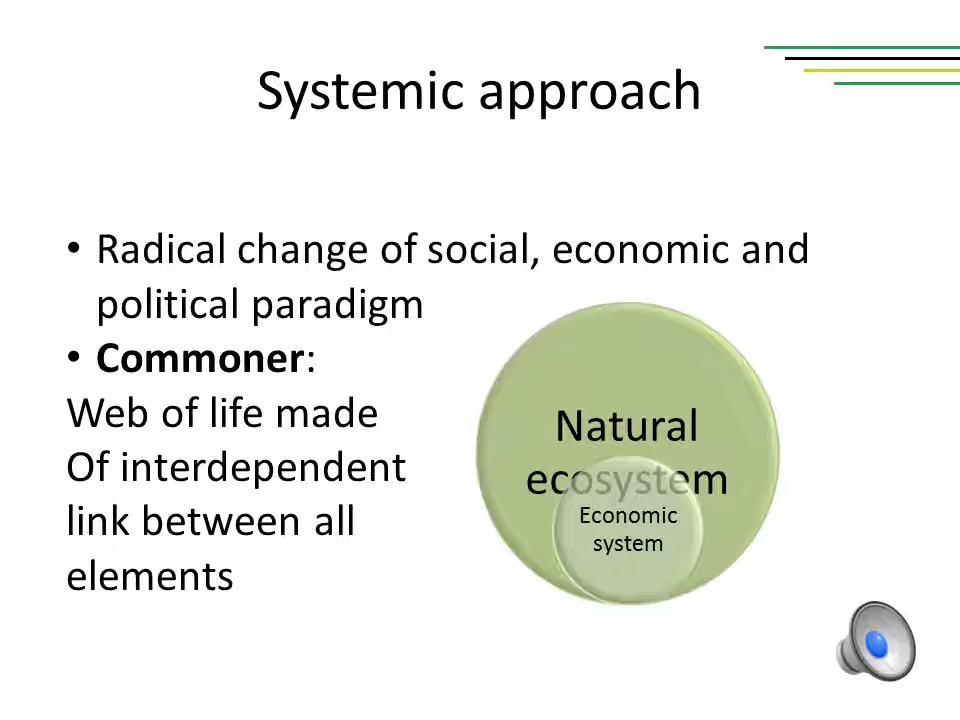 Systemic approach
• Radical change of social, economic and
political paradigm
• Commoner:
Web of life made
Of interdependent
link between all
elements
Natural
ecosystem
Economic
system